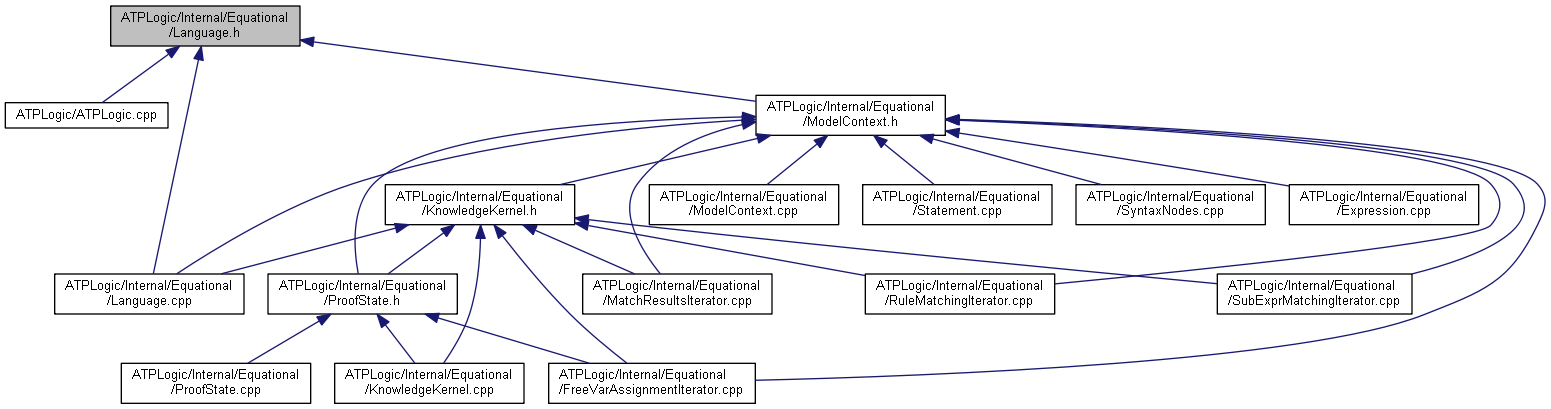 ATPLogic/Internal/Equational
/Language.h
ATPLogic/ATPLogic.cpp
ATPLogic/Internal/Equational
/ModelContext.h
ATPLogic/Internal/Equational
/KnowledgeKernel.h
ATPLogic/Internal/Equational
/ModelContext.cpp
ATPLogic/Internal/Equational
/Statement.cpp
ATPLogic/Internal/Equational
/SyntaxNodes.cpp
ATPLogic/Internal/Equational
/Expression.cpp
ATPLogic/Internal/Equational
/Language.cpp
ATPLogic/Internal/Equational
/ProofState.h
ATPLogic/Internal/Equational
/MatchResultsIterator.cpp
ATPLogic/Internal/Equational
/RuleMatchingIterator.cpp
ATPLogic/Internal/Equational
/SubExprMatchingIterator.cpp
ATPLogic/Internal/Equational
/ProofState.cpp
ATPLogic/Internal/Equational
/KnowledgeKernel.cpp
ATPLogic/Internal/Equational
/FreeVarAssignmentIterator.cpp